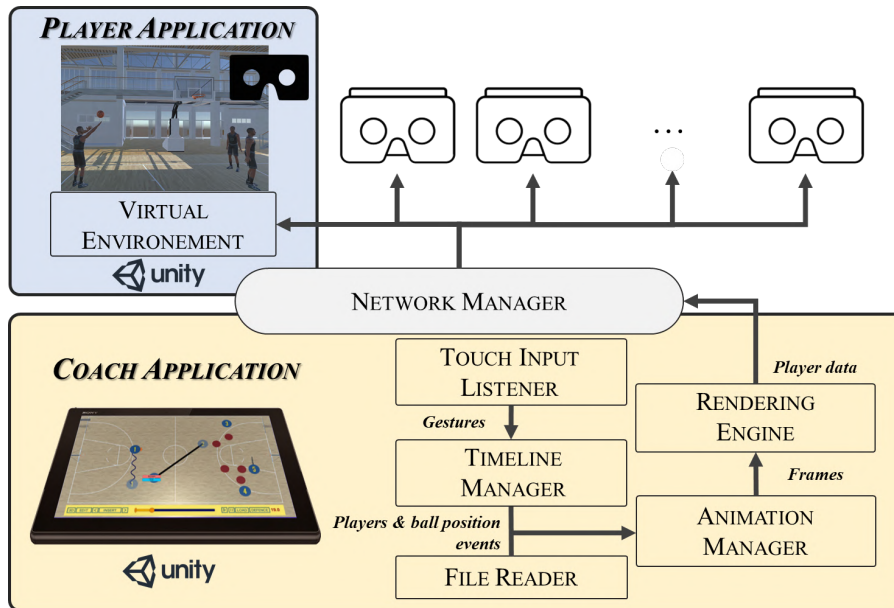 PLAYER APPLICATION
...
VIRTUAL
ENVIRONEMENT
unity
NETWORK MANAGER
COACH APPLICATION
TOUCH INPUT
LISTENER
Gestures
TIMELINE
MANAGER
Players & ball position
events
FILE READER
Player data
RENDERING
ENGINE
Frames
ANIMATION
MANAGER
unity